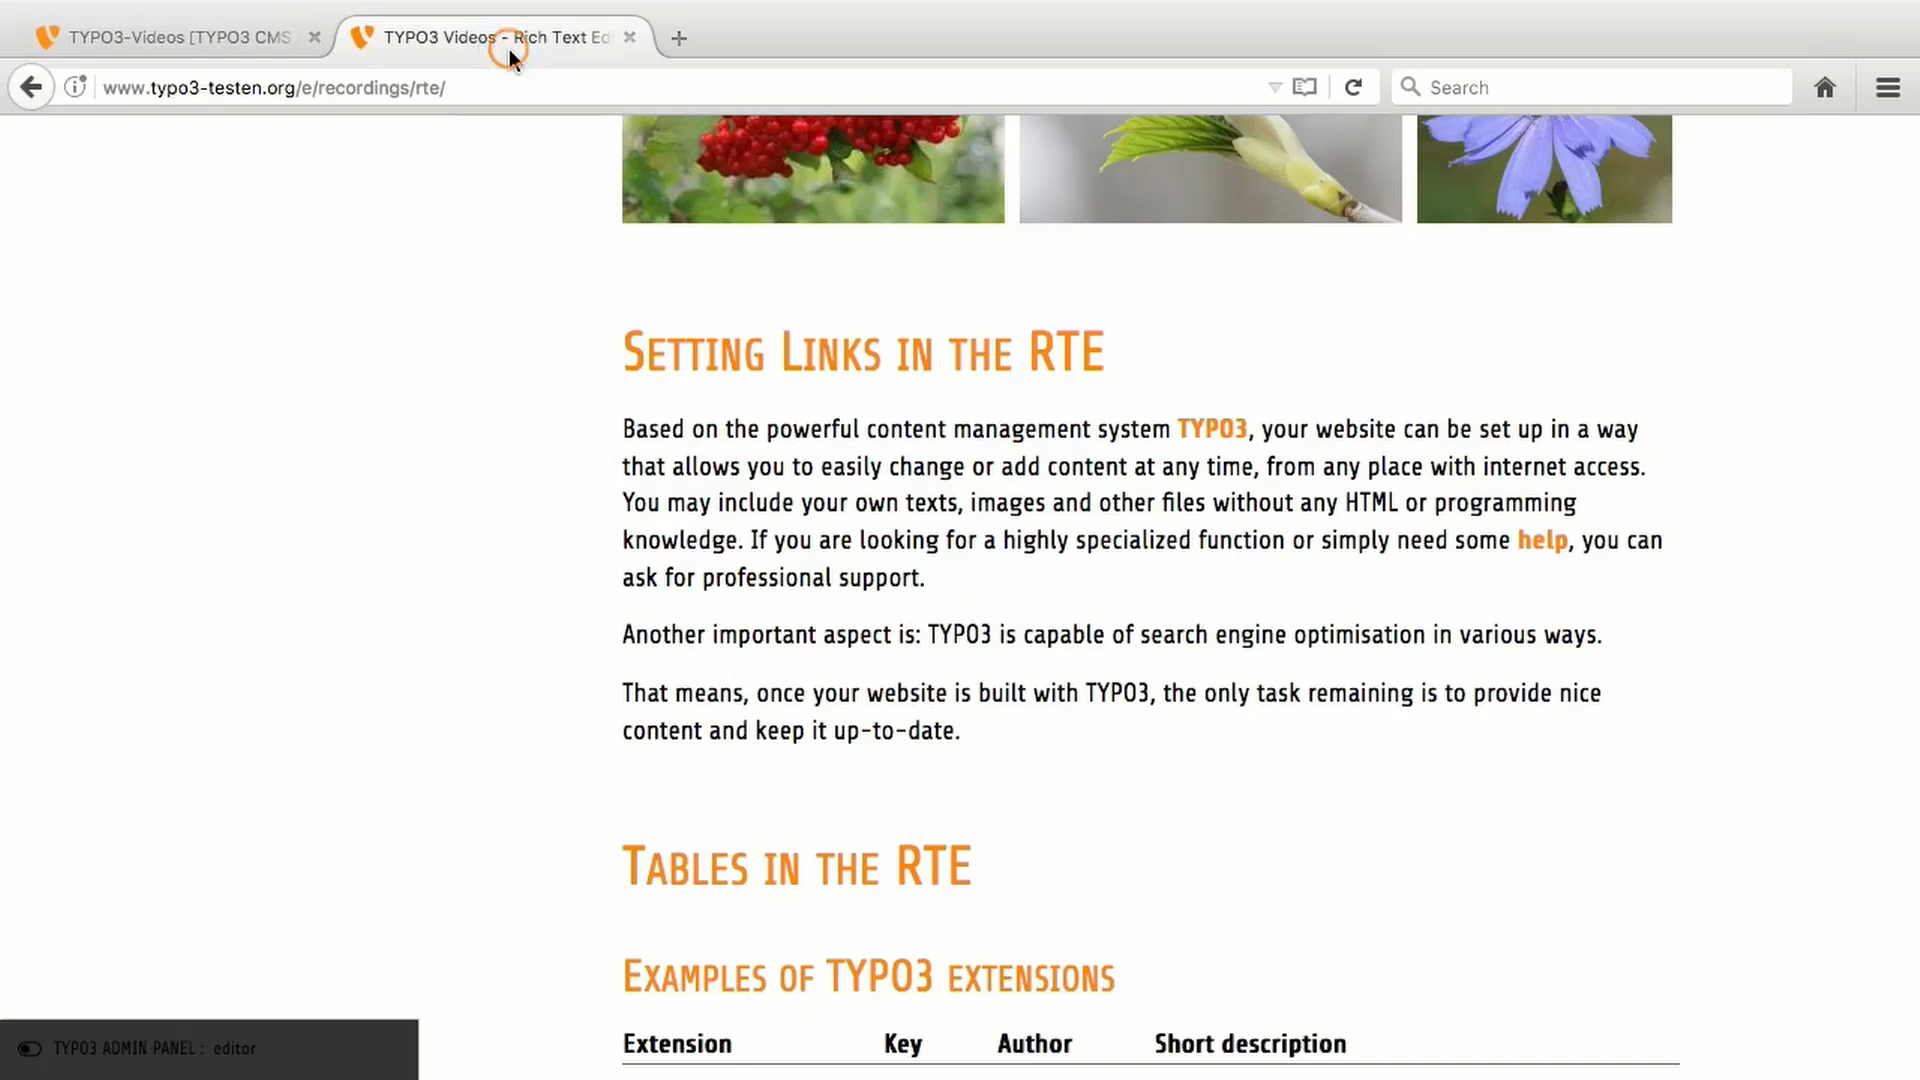 TYPO3-Videos [TYPO3 CMS
TYPO3 Videos - Rich Text Ed
www.typo3-testen.org/e/recordings/rte/
Search
Setting Links in the RTE
Based on the powerful content management system TYPO3, your website can be set up in a way
that allows you to easily change or add content at any time, from any place with internet access.
You may include your own texts, images and other files without any HTML or programming
knowledge. If you are looking for a highly specialized function or simply need some help, you can
ask for professional support.
Another important aspect is: TYPO3 is capable of search engine optimisation in various ways.
That means, once your website is built with TYPO3, the only task remaining is to provide nice
content and keep it up-to-date.
Tables in the RTE
Examples of TYPO3 extensions
Extension Key Author Short description
TYPO3 ADMIN PANEL : editor